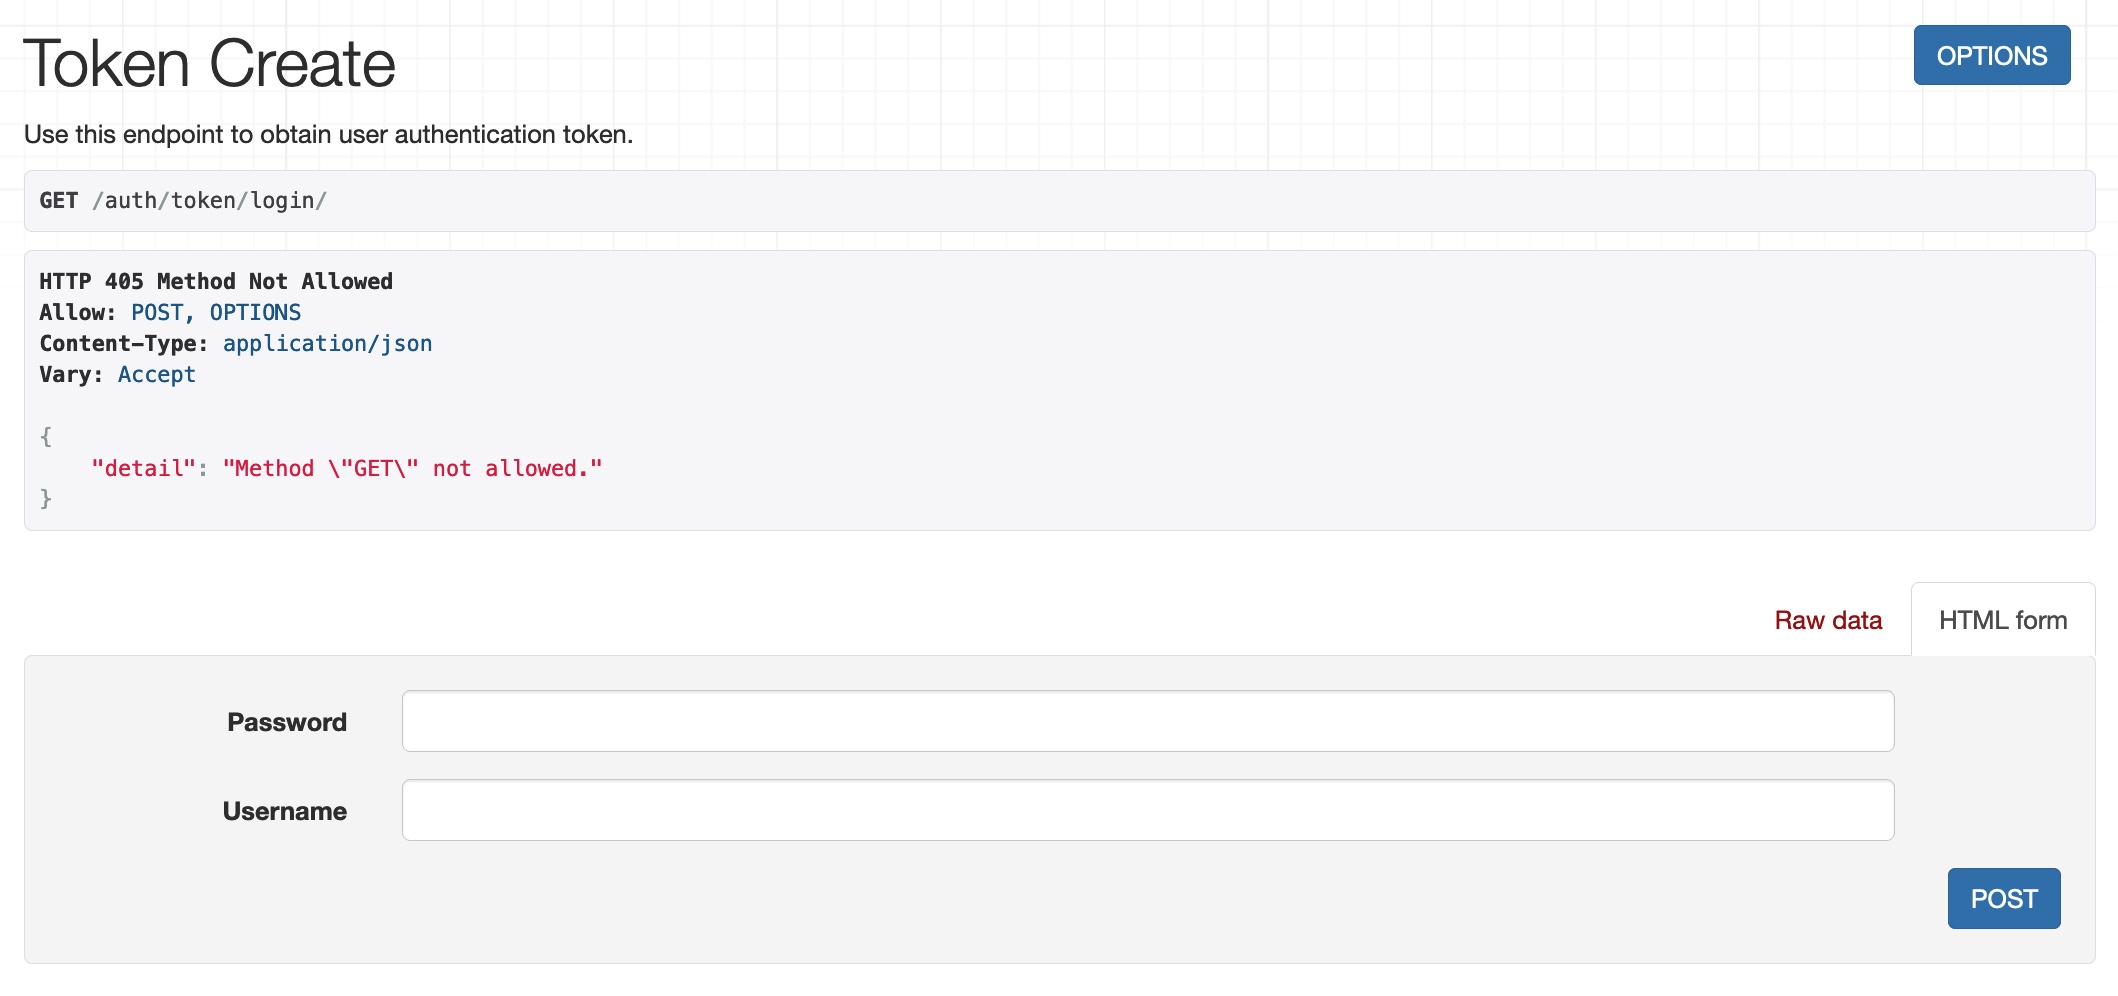 Token Create
OPTIONS
Use this endpoint to obtain user authentication token.
GET /auth/token/login/
HTTP 405 Method Not Allowed
Allow: POST, OPTIONS
Content-Type: application/json
Vary: Accept
{
    "detail": "Method \"GET\" not allowed."
}
Raw data
HTML form
Password
Username
POST